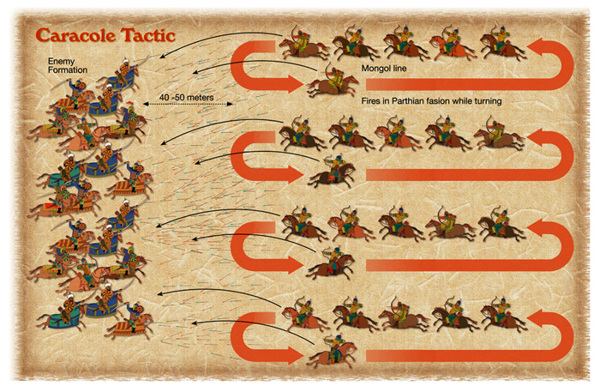 Caracole Tactic
Enemy
Formation
40 -50 meters
Mongol line
Fires in Parthian fasion while turning